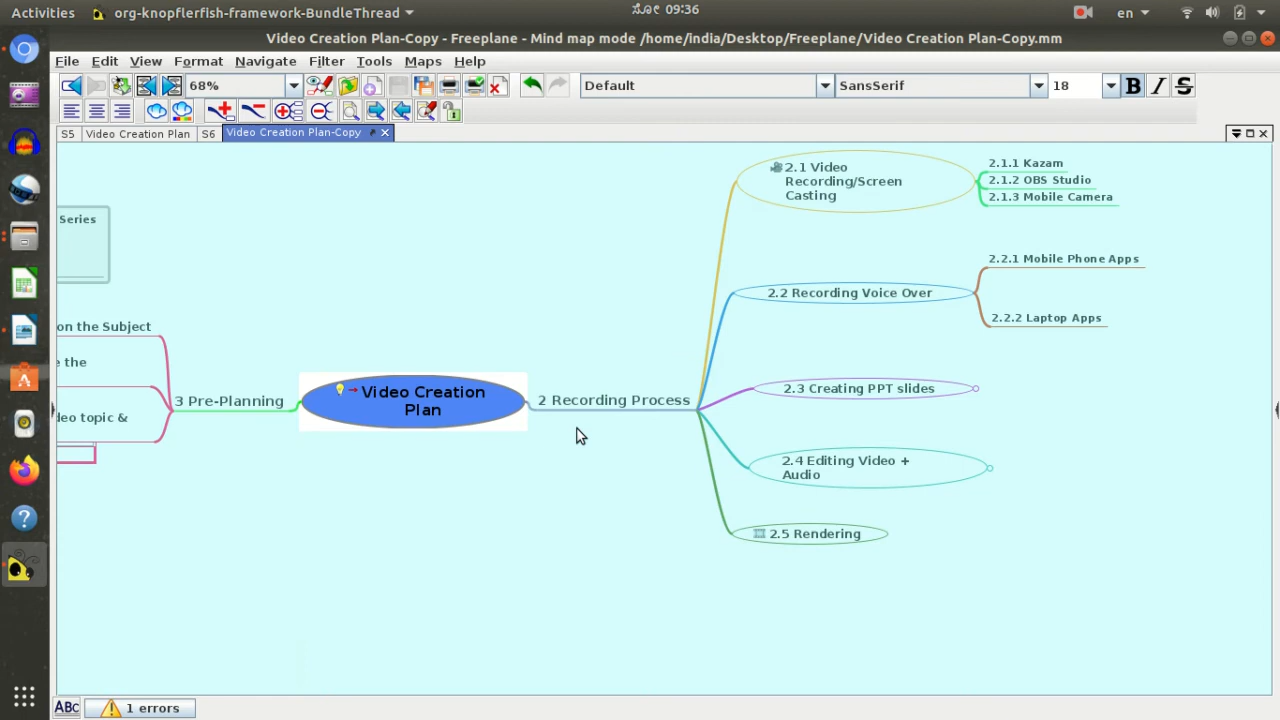 Activities
org-knopflerfish-framework-BundleThread
09:36
en
Video Creation Plan-Copy - Freeplane - Mind map mode /home/india/Desktop/Freeplane/Video Creation Plan-Copy.mm
File Edit View Format Navigate Filter Tools Maps Help
68%
Default
SansSerif
18
B I S
S5
Video Creation Plan
S6
Video Creation Plan-Copy
Series
on the Subject
e the
deo topic &
3 Pre-Planning
Video Creation
Plan
2 Recording Process
2.1 Video
Recording/Screen
Casting
2.1.1 Kazam
2.1.2 OBS Studio
2.1.3 Mobile Camera
2.2 Recording Voice Over
2.2.1 Mobile Phone Apps
2.2.2 Laptop Apps
2.3 Creating PPT slides
2.4 Editing Video +
Audio
2.5 Rendering
ABC
1 errors